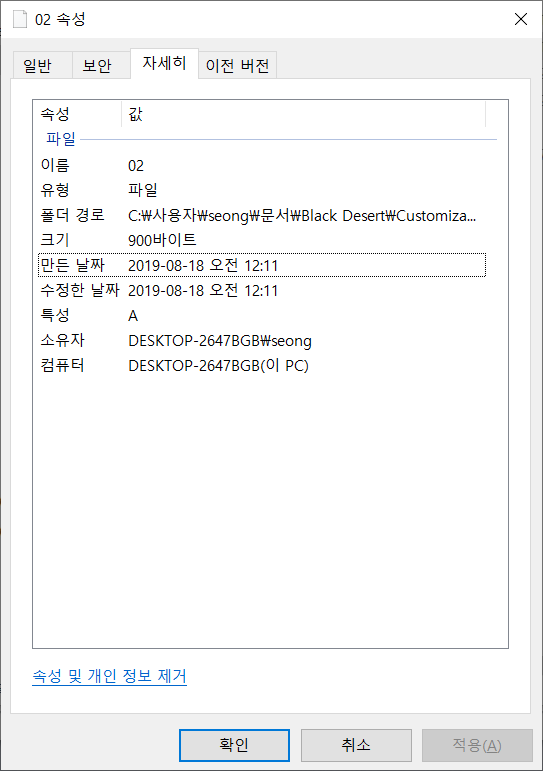 02 속성
일반 보안 자세히 이전 버전
속성 값
파일
이름 02
유형 파일
폴더 경로 C:₩사용자₩seong₩문서₩Black Desert₩Customiza...
크기 900바이트
만든 날짜 2019-08-18 오전 12:11
수정한 날짜 2019-08-18 오전 12:11
특성 A
소유자 DESKTOP-2647BGB₩seong
컴퓨터 DESKTOP-2647BGB(이 PC)
속성 및 개인 정보 제거
확인 취소 적용(A)